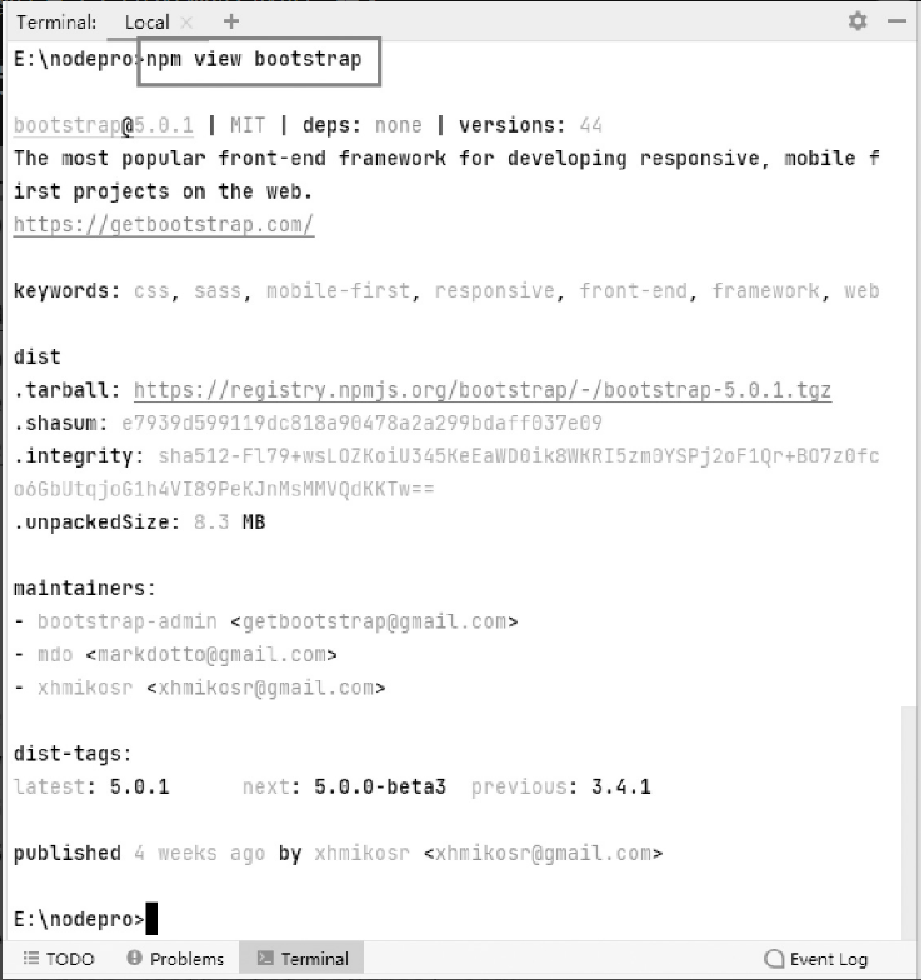 Terminal: Local × +
E:\nodepro>npm view bootstrap
bootstrap@5.0.1 | MIT | deps: none | versions: 44
The most popular front-end framework for developing responsive, mobile f
irst projects on the web.
https://getbootstrap.com/
keywords: css, sass, mobile-first, responsive, front-end, framework, web
dist
.tarball: https://registry.npmjs.org/bootstrap/-/bootstrap-5.0.1.tgz
.shasum: e7939d599119dc818a90478a2a299bdaff037e09
.integrity: sha512-Fl79+wsLOZKoiU345KeEaWD0ik8WKRI5zm0YSPj2oF1Qr+BO7z0fc
o6GbUtqjoG1h4VI89PeKJnMsMMVQdKKTw==
.unpackedSize: 8.3 MB
maintainers:
- bootstrap-admin <getbootstrap@gmail.com>
- mdo <markdotto@gmail.com>
- xhmikosr <xhmikosr@gmail.com>
dist-tags:
latest: 5.0.1 next: 5.0.0-beta3 previous: 3.4.1
published 4 weeks ago by xhmikosr <xhmikosr@gmail.com>
E:\nodepro>
TODO Problems Terminal Event Log